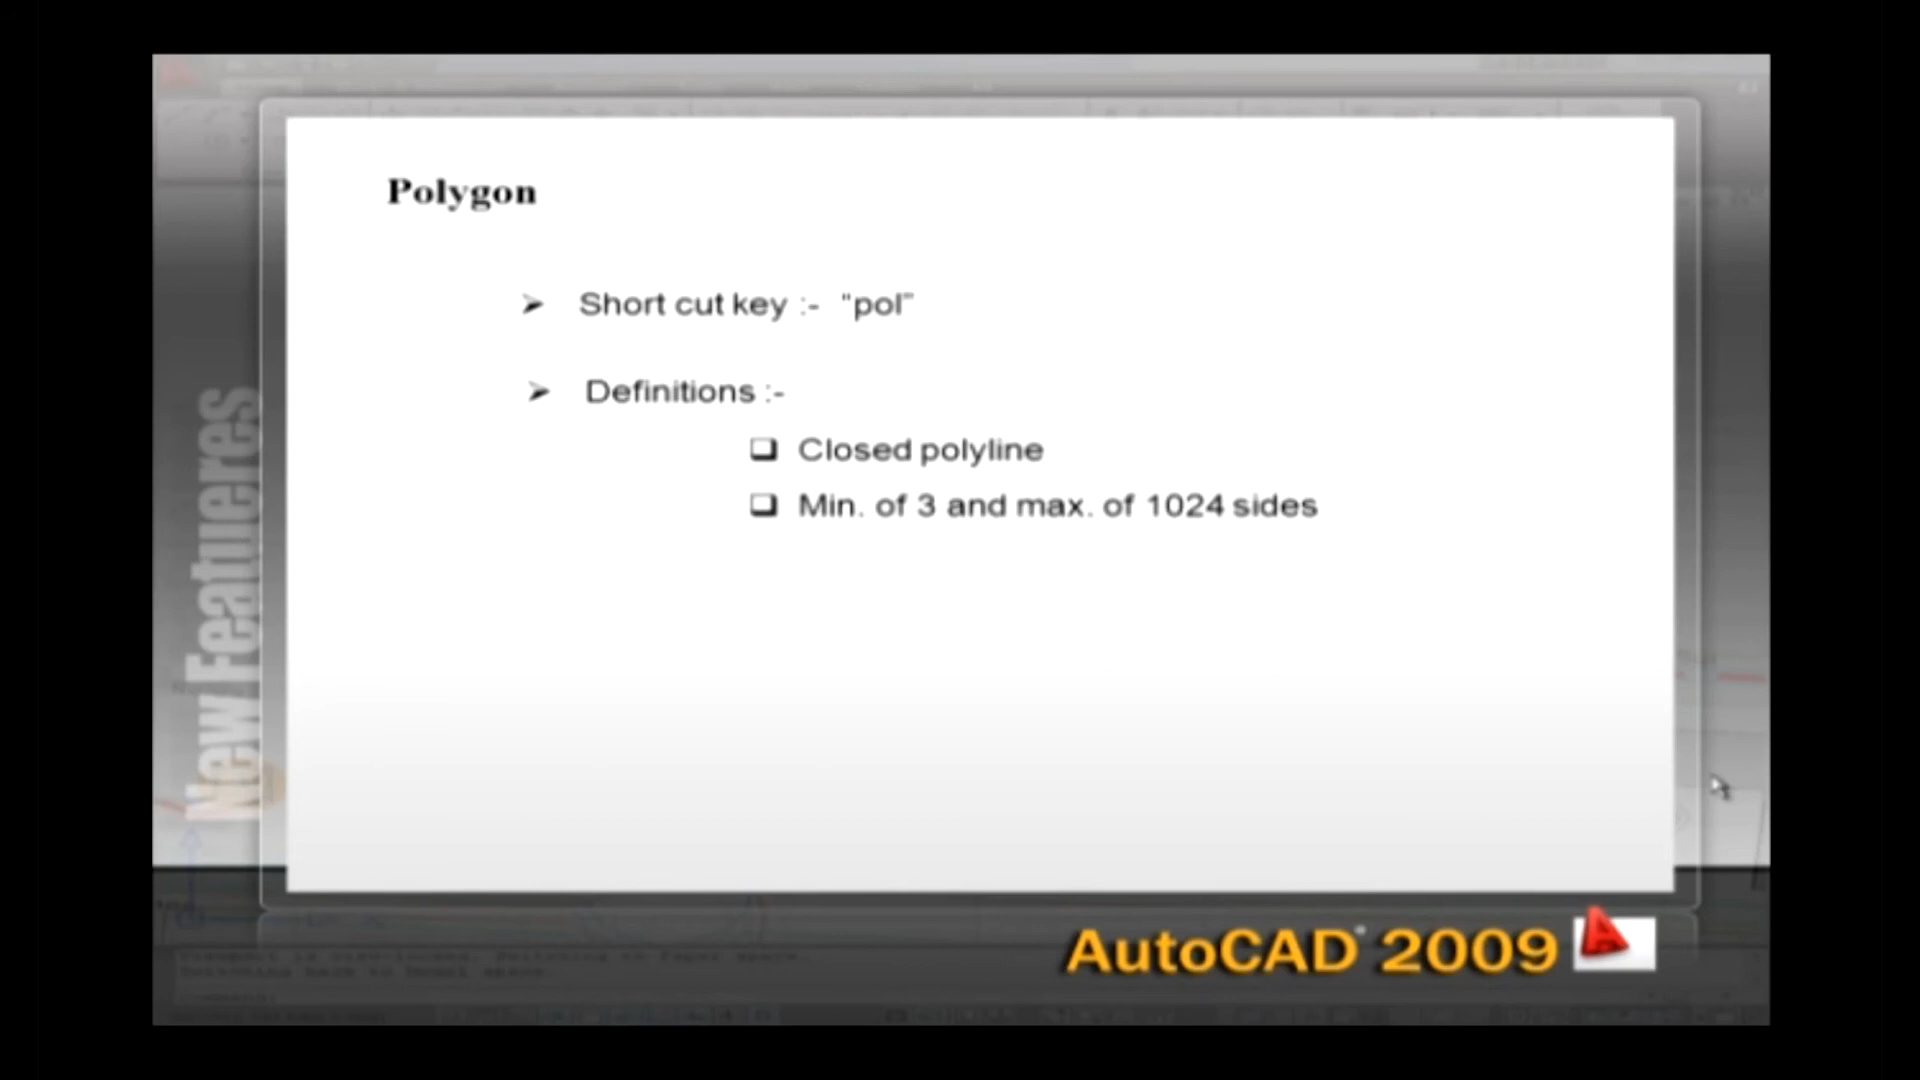 Polygon
➢ Short cut key :- "pol"
➢ Definitions :-
❑ Closed polyline
❑ Min. of 3 and max. of 1024 sides
New Featureres
AutoCAD 2009